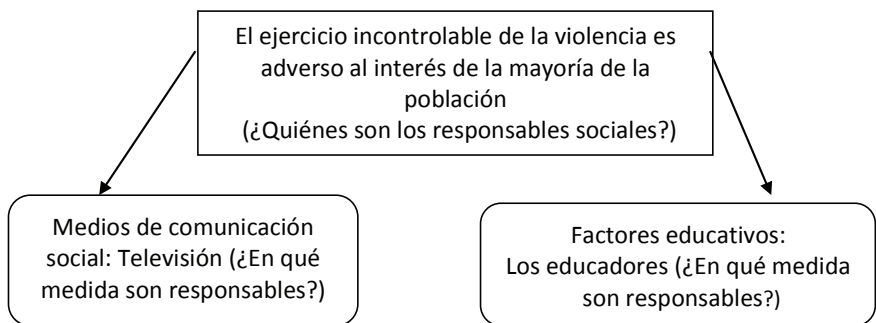 El ejercicio incontrolable de la violencia es
adverso al interés de la mayoría de la
población
(¿Quiénes son los responsables sociales?)
Medios de comunicación
social: Televisión (¿En qué
medida son responsables?)
Factores educativos:
Los educadores (¿En qué medida
son responsables?)